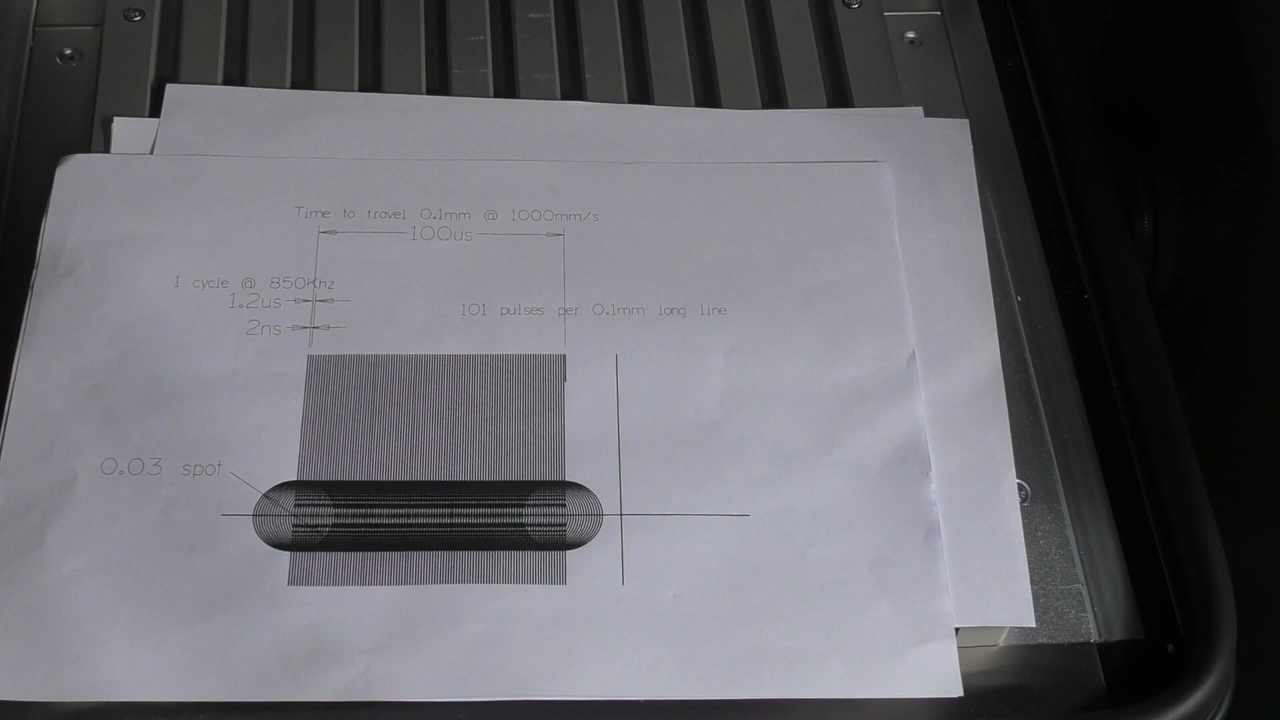 Time to travel 0.1mm @ 1000mm/s
100us
1 cycle @ 850Khz
1.2us
101 pulses per 0.1mm long line
2ns
0.03 spot